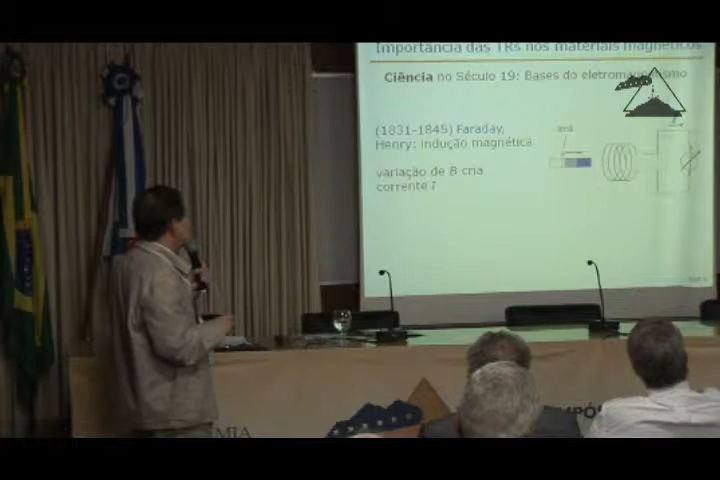 Importância das TRs nos materiais magnéticos
Ciência no Século 19: Bases do eletromagnetismo
(1831-1845) Faraday,
Henry: indução magnética
variação de B cria
corrente i